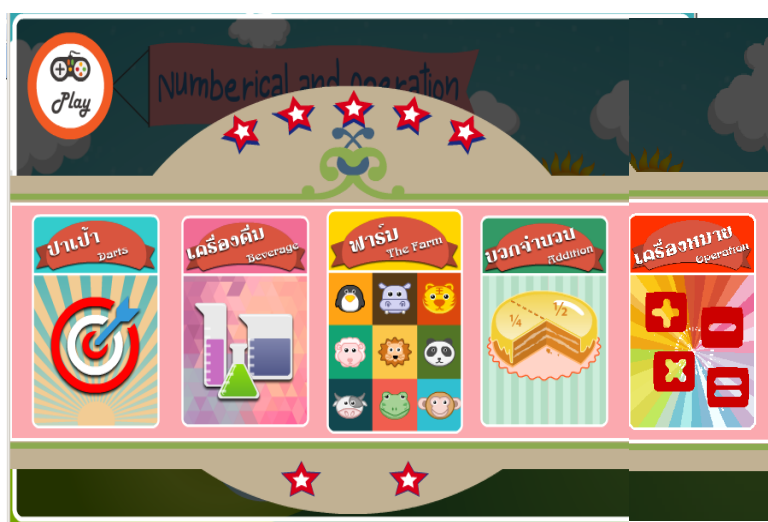 Play
Numberical and operation
ปาเป้า
Darts
เครื่องดื่ม
Beverage
ฟาร์ม
The Farm
บวกจำนวน
Addition
เครื่องหมาย
Operation
1/4
1/2